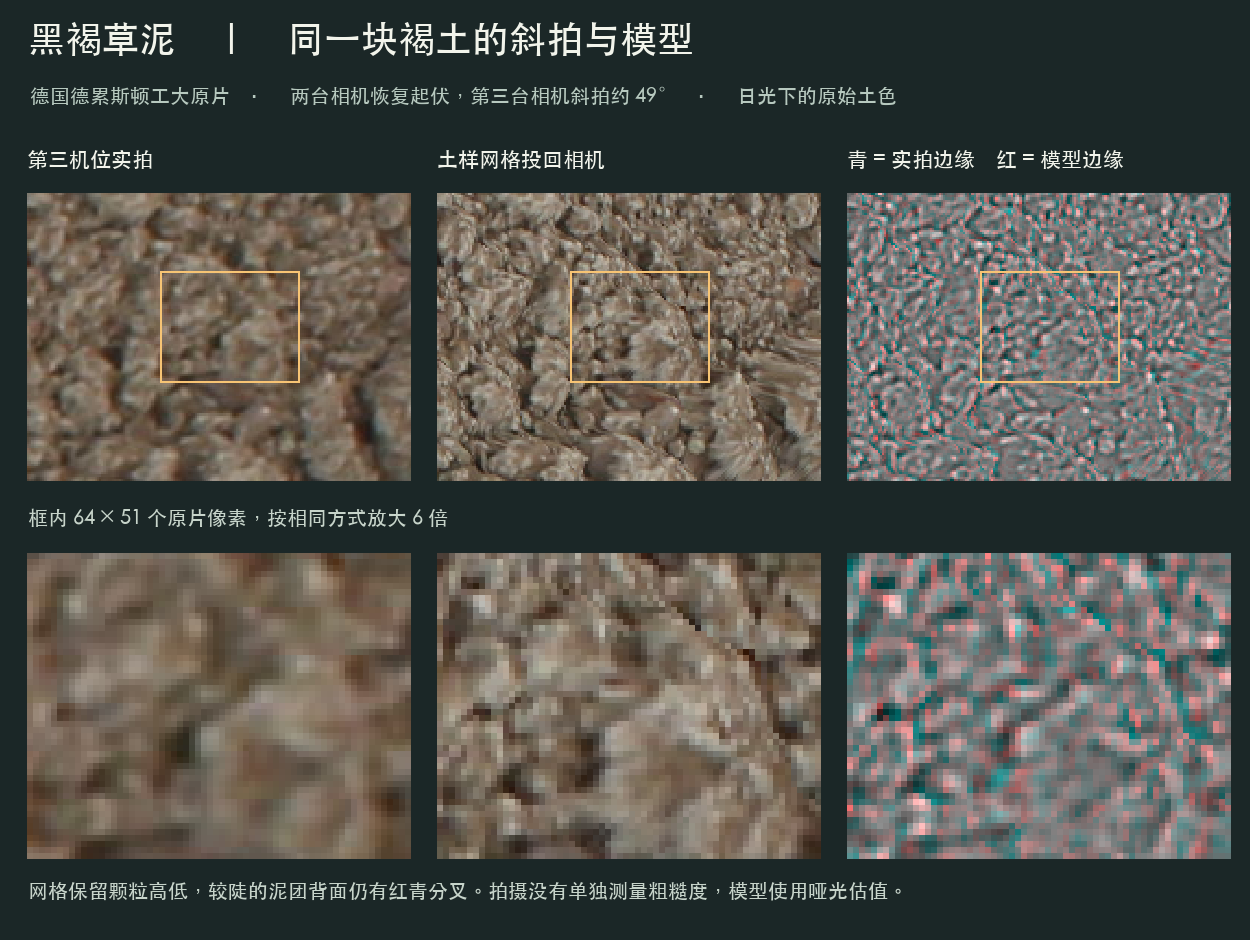 黑褐草泥 | 同一块褐土的斜拍与模型
德国德累斯顿工大原片 · 两台相机恢复起伏，第三台相机斜拍约 49° · 日光下的原始土色
第三机位实拍
土样网格投回相机
青 = 实拍边缘 红 = 模型边缘
框内 64×51 个原片像素，按相同方式放大 6 倍
网格保留颗粒高低，较陡的泥团背面仍有红青分叉。拍摄没有单独测量粗糙度，模型使用哑光估值。